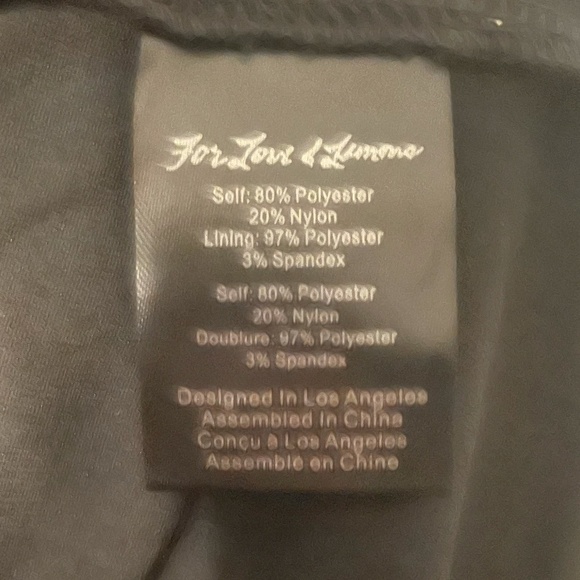 For Love & Lemons
Self: 80% Polyester
20% Nylon
Lining: 97% Polyester
3% Spandex
Self: 80% Polyester
20% Nylon
Doublure: 97% Polyester
3% Spandex
Designed In Los Angeles
Assembled In China
Conçu à Los Angeles
Assemblé en Chine